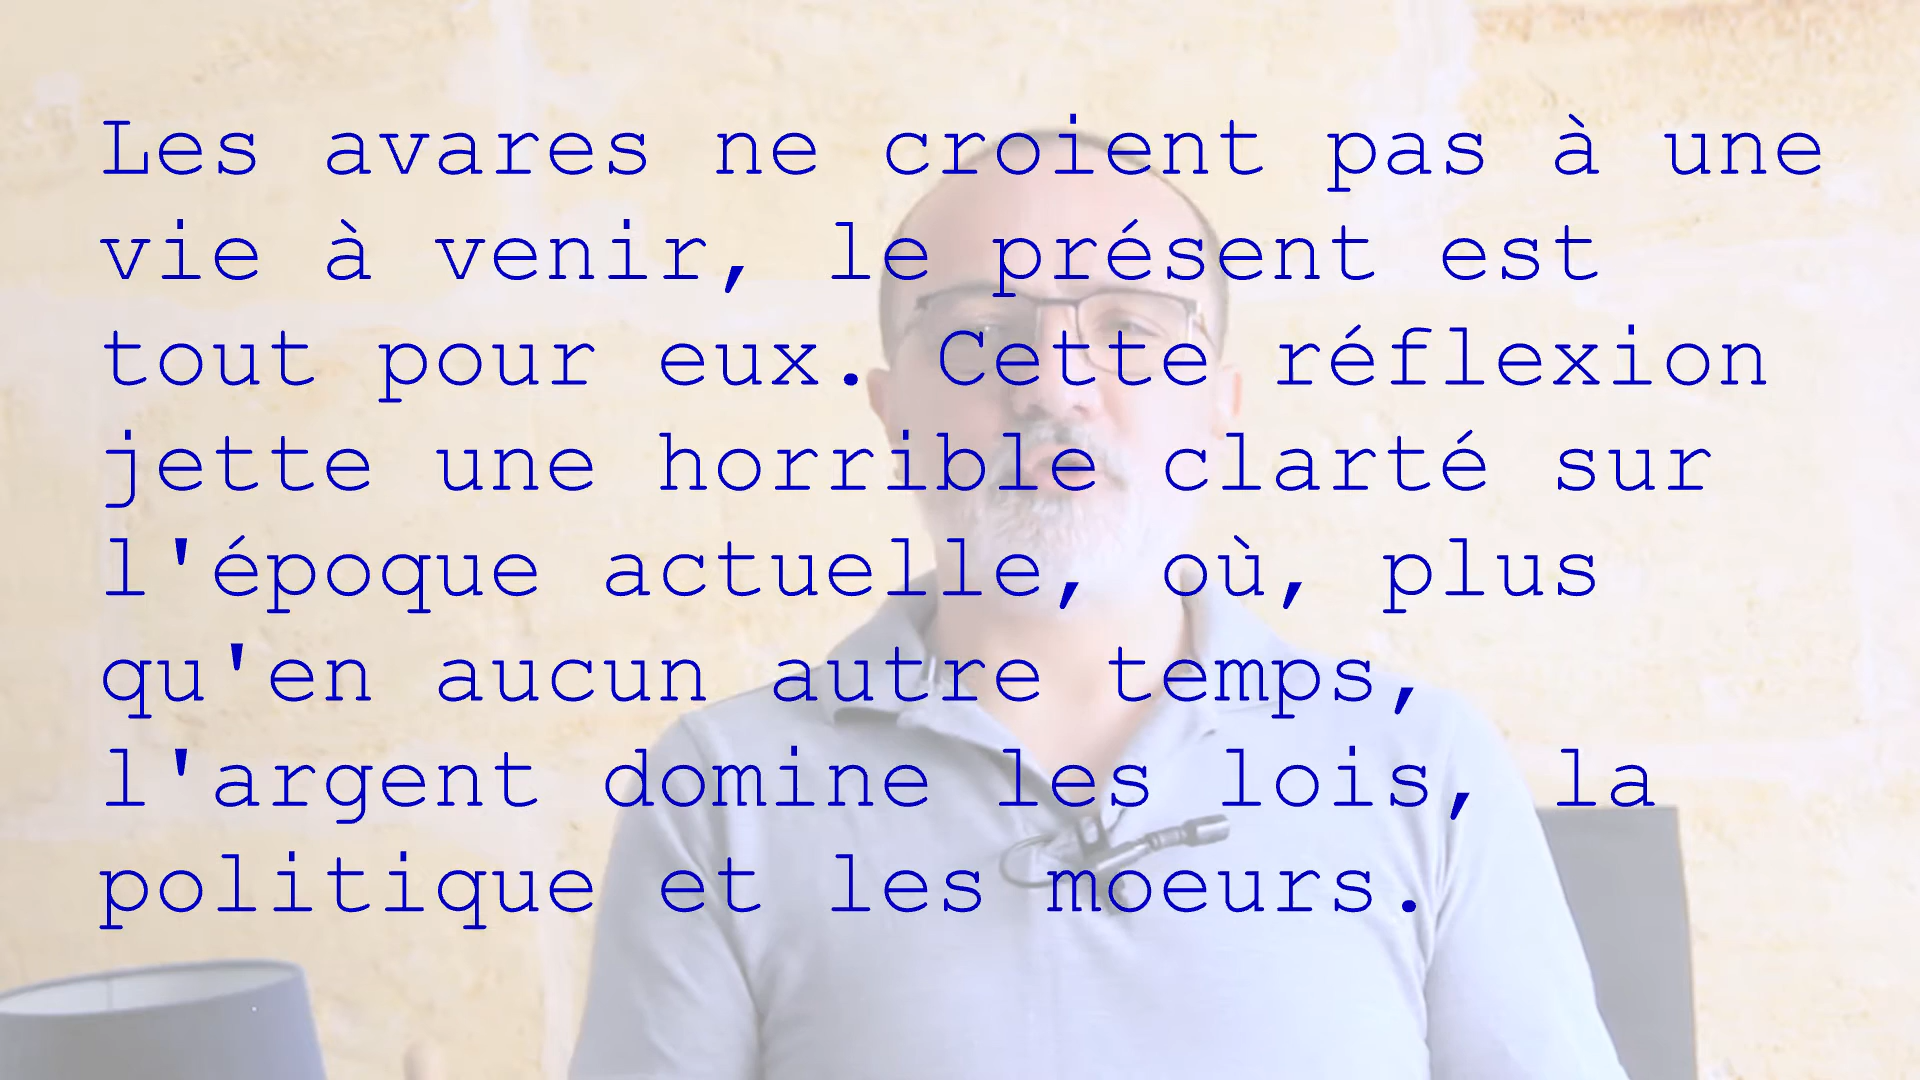 Les avares ne croient pas à une
vie à venir, le présent est
tout pour eux. Cette réflexion
jette une horrible clarté sur
l'époque actuelle, où, plus
qu'en aucun autre temps,
l'argent domine les lois, la
politique et les moeurs.